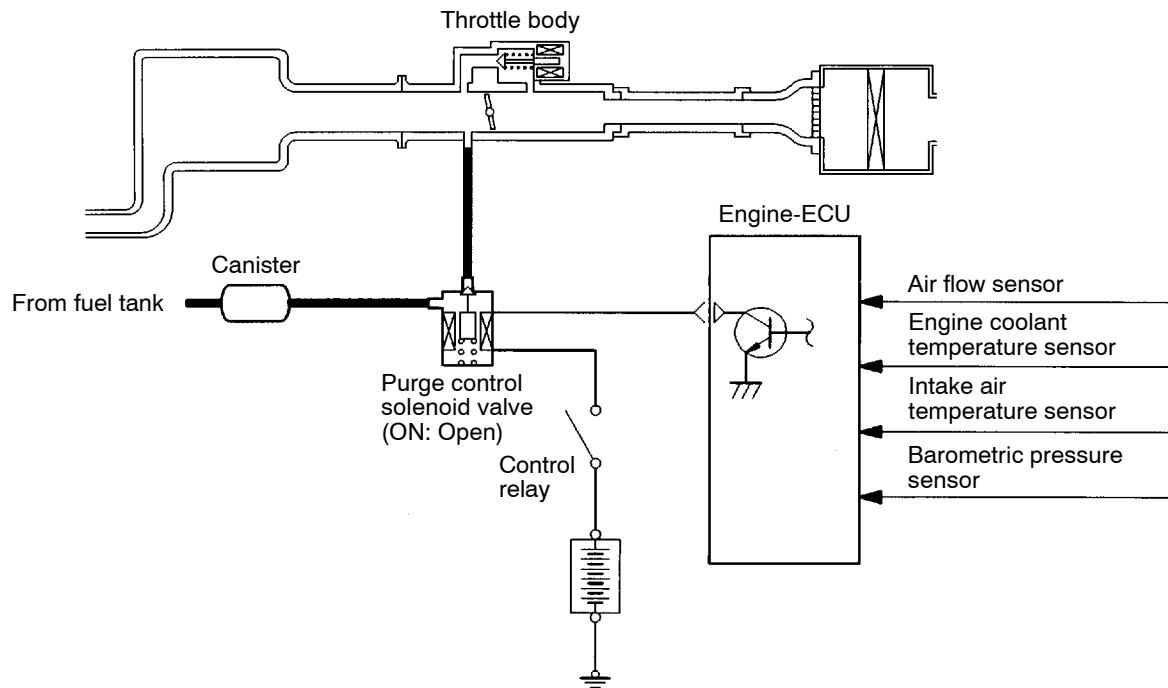 Throttle body
Engine-ECU
Canister
From fuel tank
Air flow sensor
Engine coolant
temperature sensor
Intake air
temperature sensor
Barometric pressure
sensor
Purge control
solenoid valve
(ON: Open)
Control
relay